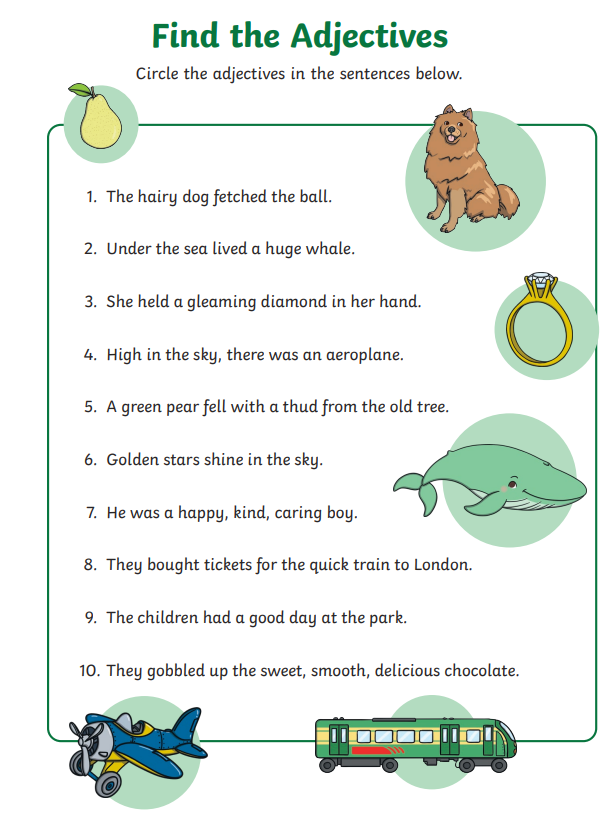 Find the Adjectives
Circle the adjectives in the sentences below.
1. The hairy dog fetched the ball.
2. Under the sea lived a huge whale.
3. She held a gleaming diamond in her hand.
4. High in the sky, there was an aeroplane.
5. A green pear fell with a thud from the old tree.
6. Golden stars shine in the sky.
7. He was a happy, kind, caring boy.
8. They bought tickets for the quick train to London.
9. The children had a good day at the park.
10. They gobbled up the sweet, smooth, delicious chocolate.